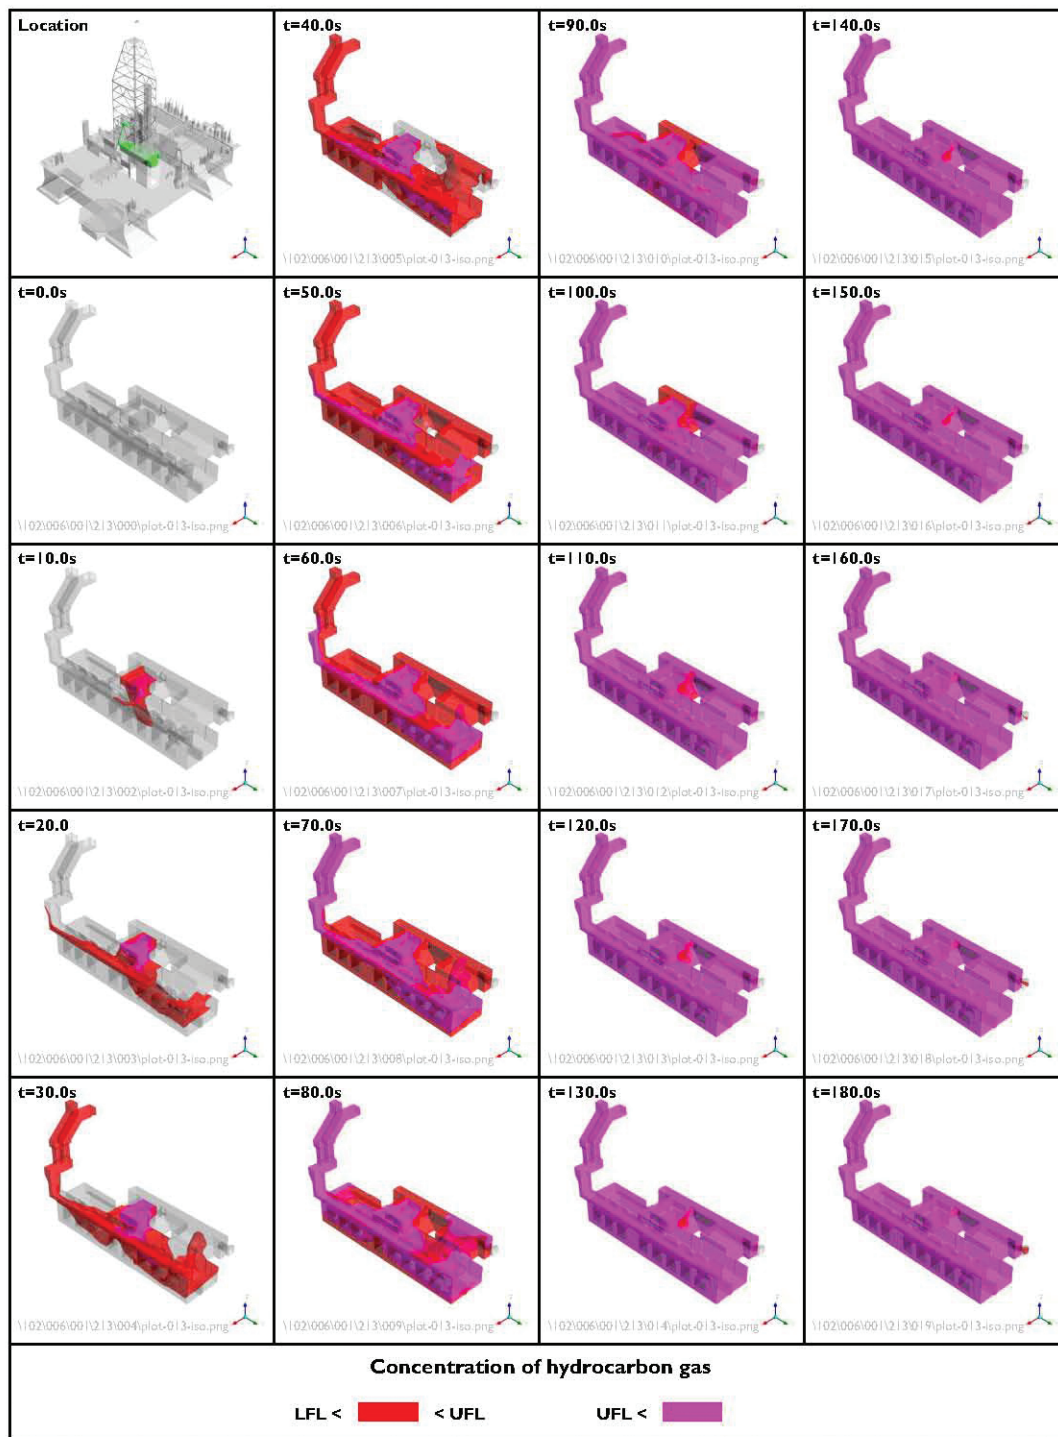 Location
t=40.0s
t=90.0s
t=140.0s
\102\006\001\213\005\plot-013-iso.png
\102\006\001\213\010\plot-013-iso.png
\102\006\001\213\015\plot-013-iso.png
t=0.0s
t=50.0s
t=100.0s
t=150.0s
\102\006\001\213\000\plot-013-iso.png
\102\006\001\213\006\plot-013-iso.png
\102\006\001\213\011\plot-013-iso.png
\102\006\001\213\016\plot-013-iso.png
t=10.0s
t=60.0s
t=110.0s
t=160.0s
\102\006\001\213\002\plot-013-iso.png
\102\006\001\213\007\plot-013-iso.png
\102\006\001\213\012\plot-013-iso.png
\102\006\001\213\017\plot-013-iso.png
t=20.0
t=70.0s
t=120.0s
t=170.0s
\102\006\001\213\003\plot-013-iso.png
\102\006\001\213\008\plot-013-iso.png
\102\006\001\213\013\plot-013-iso.png
\102\006\001\213\018\plot-013-iso.png
t=30.0s
t=80.0s
t=130.0s
t=180.0s
\102\006\001\213\004\plot-013-iso.png
\102\006\001\213\009\plot-013-iso.png
\102\006\001\213\014\plot-013-iso.png
\102\006\001\213\019\plot-013-iso.png
Concentration of hydrocarbon gas
LFL < < UFL UFL <